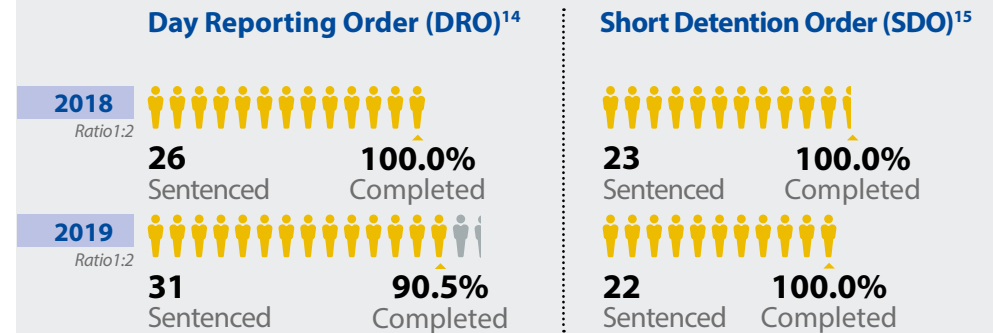 Day Reporting Order (DRO)14
Short Detention Order (SDO)15
2018
Ratio1:2
26
Sentenced
100.0%
Completed
23
Sentenced
100.0%
Completed
2019
Ratio1:2
31
Sentenced
90.5%
Completed
22
Sentenced
100.0%
Completed